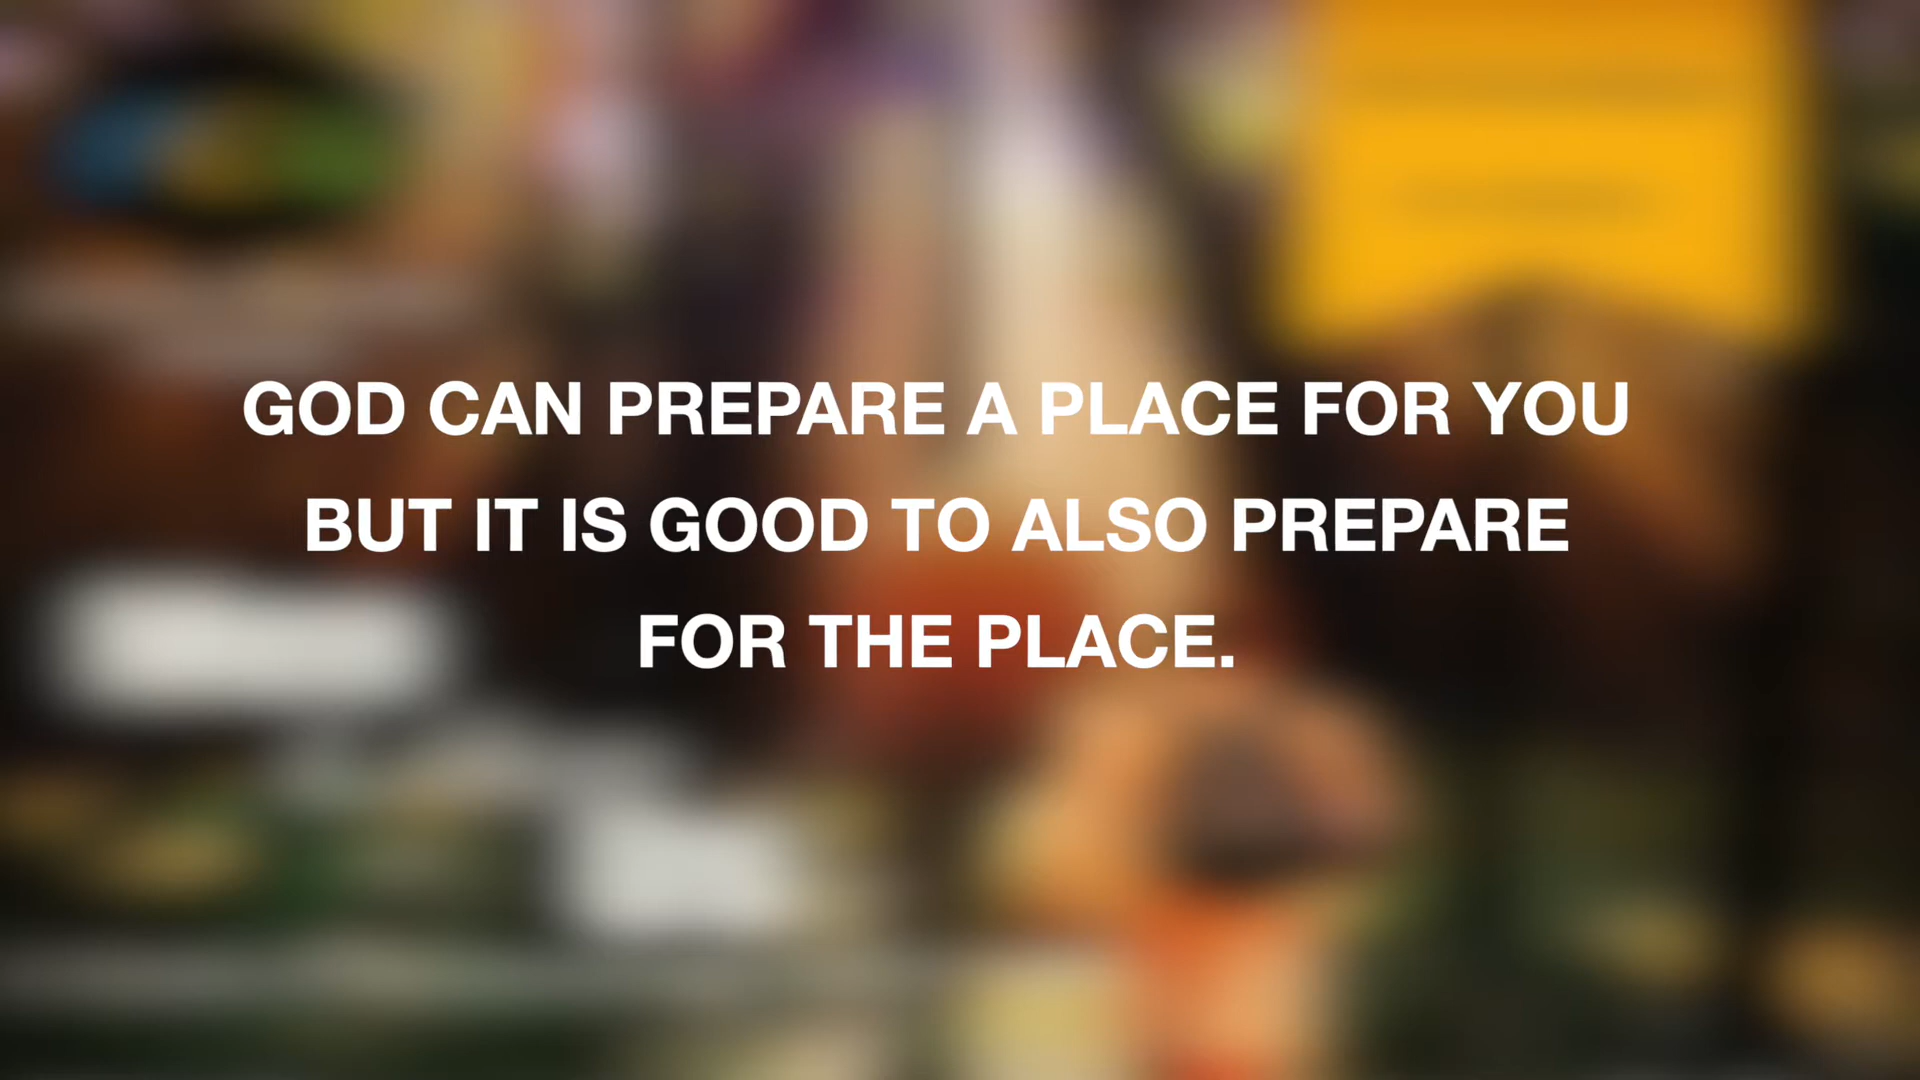 GOD CAN PREPARE A PLACE FOR YOU
BUT IT IS GOOD TO ALSO PREPARE
FOR THE PLACE.